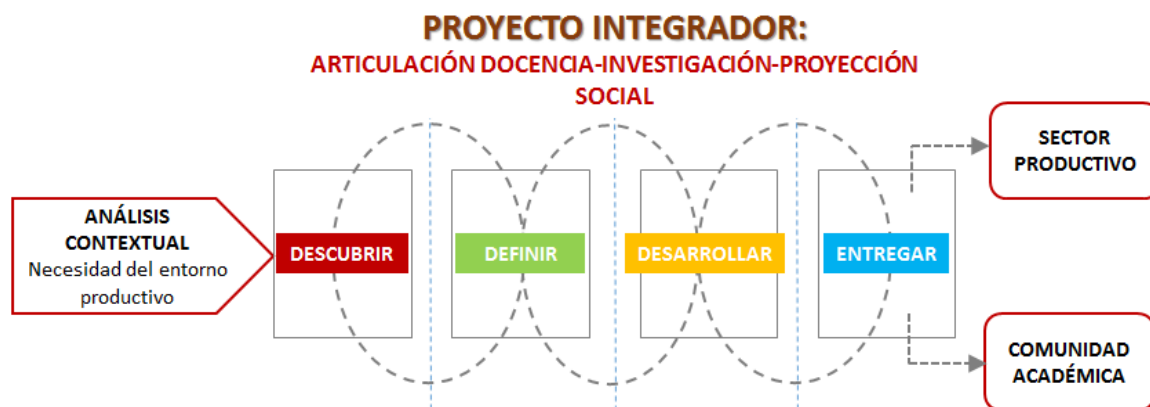 PROYECTO INTEGRADOR:
ARTICULACIÓN DOCENCIA-INVESTIGACIÓN-PROYECCIÓN
SOCIAL
ANÁLISIS
CONTEXTUAL
Necesidad del entorno
productivo
DESCUBRIR
DEFINIR
DESARROLLAR
ENTREGAR
SECTOR
PRODUCTIVO
COMUNIDAD
ACADÉMICA